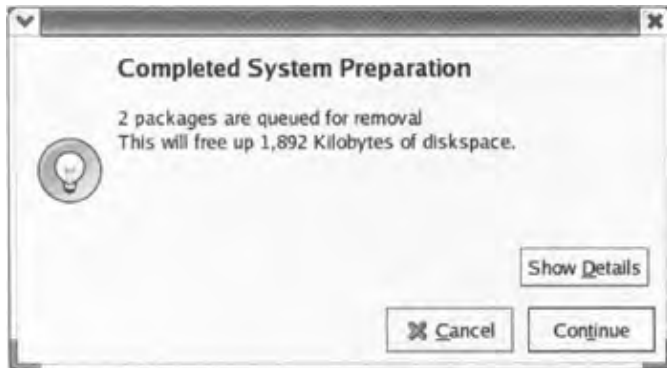 Completed System Preparation
2 packages are queued for removal
This will free up 1,892 Kilobytes of diskspace.
Show Details
Cancel
Continue